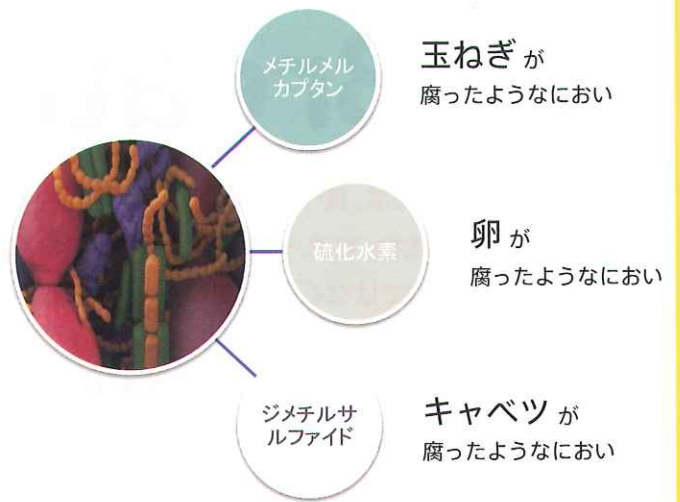 メチルメル
カプタン
玉ねぎ が
腐ったようなにおい
硫化水素
卵 が
腐ったようなにおい
ジメチルサ
ルファイド
キャベツ が
腐ったようなにおい